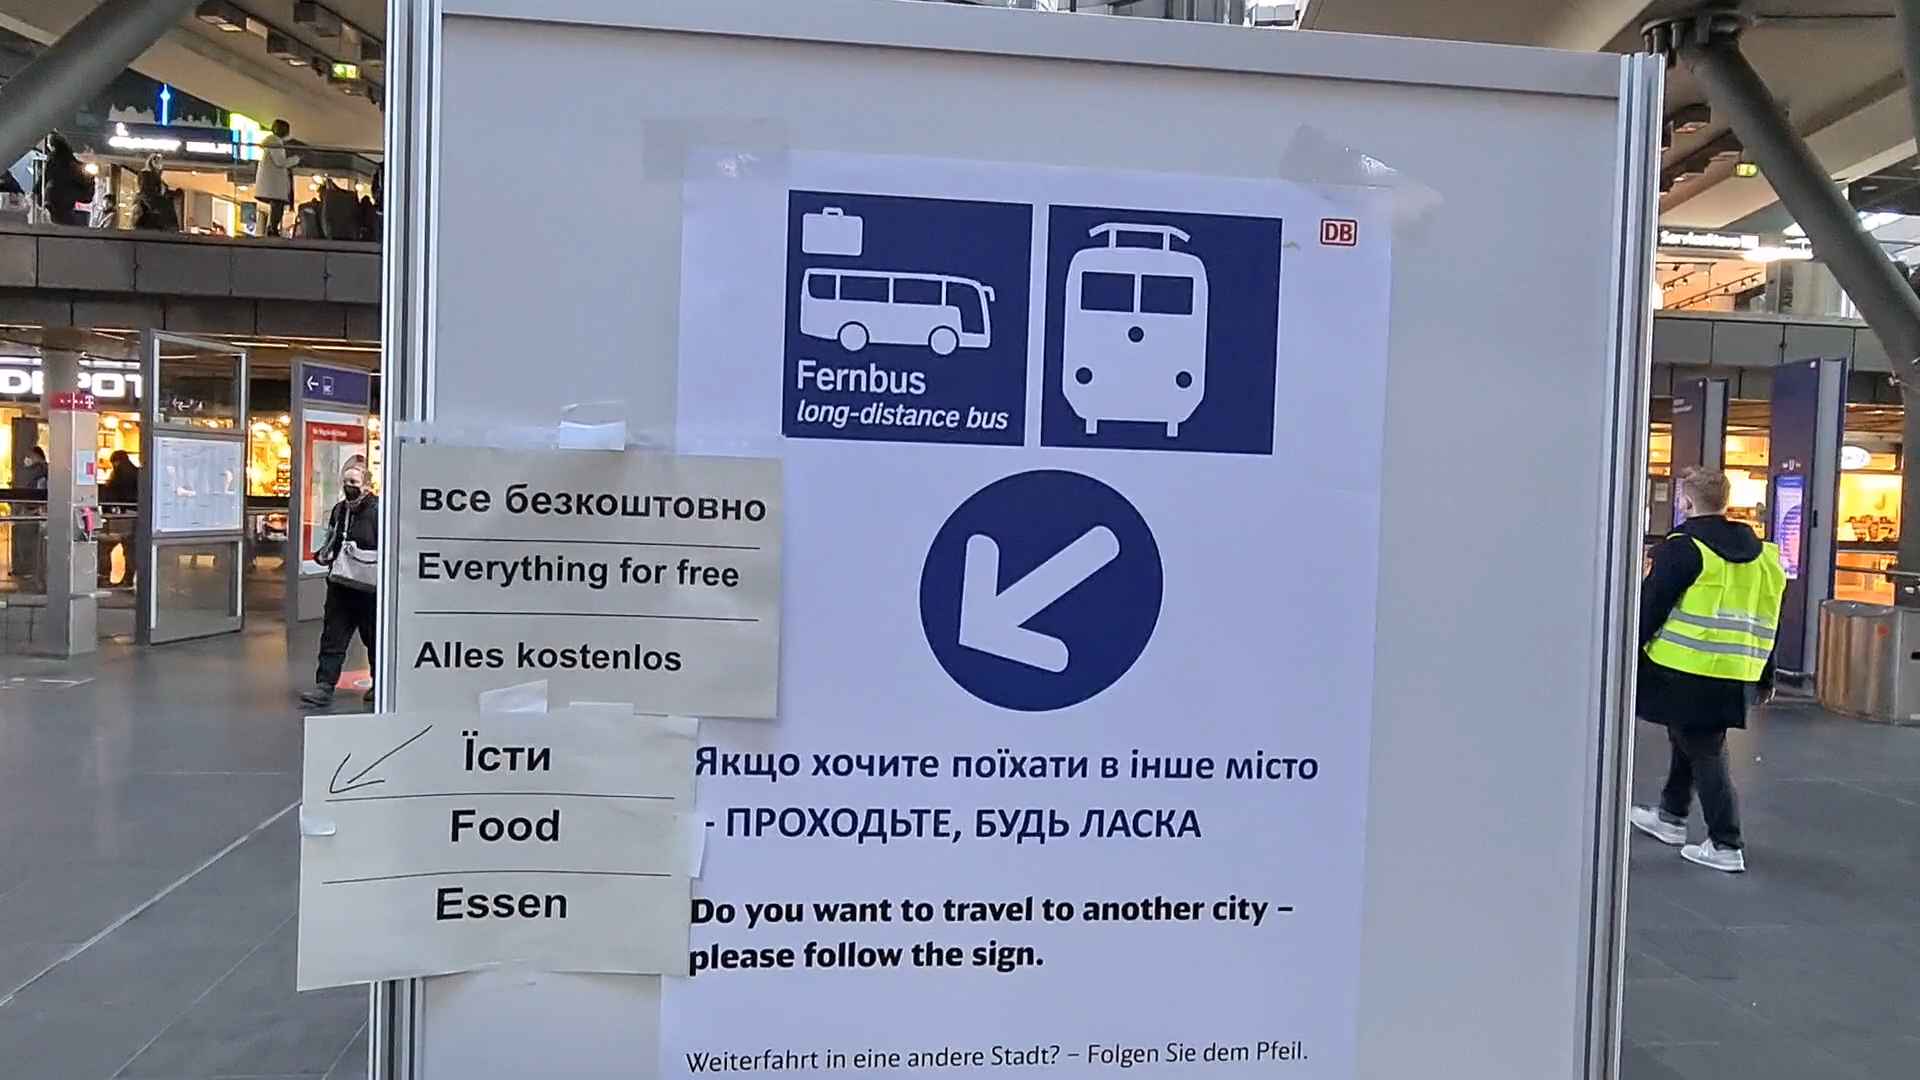 DB
Fernbus
long-distance bus
все безкоштовно
Everything for free
Alles kostenlos
Їсти
Food
Essen
Якщо хочите поїхати в інше місто
- ПРОХОДЬТЕ, БУДЬ ЛАСКА
Do you want to travel to another city –
please follow the sign.
Weiterfahrt in eine andere Stadt? – Folgen Sie dem Pfeil.